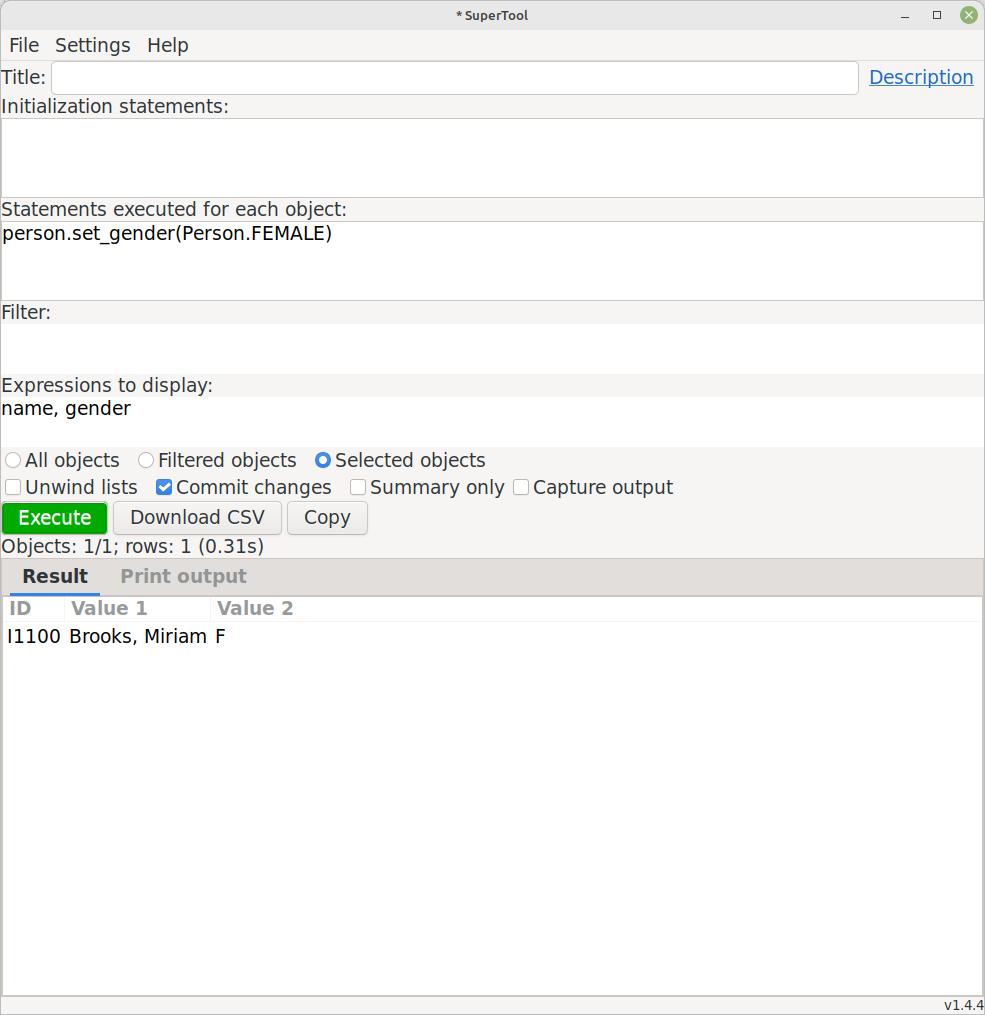 * SuperTool
File Settings Help
Title: Description
Initialization statements:
Statements executed for each object:
person.set_gender(Person.FEMALE)
Filter:
Expressions to display:
name, gender
All objects Filtered objects Selected objects
Unwind lists Commit changes Summary only Capture output
Execute Download CSV Copy
Objects: 1/1; rows: 1 (0.31s)
Result Print output
ID Value 1 Value 2
I1100 Brooks, Miriam F
v1.4.4